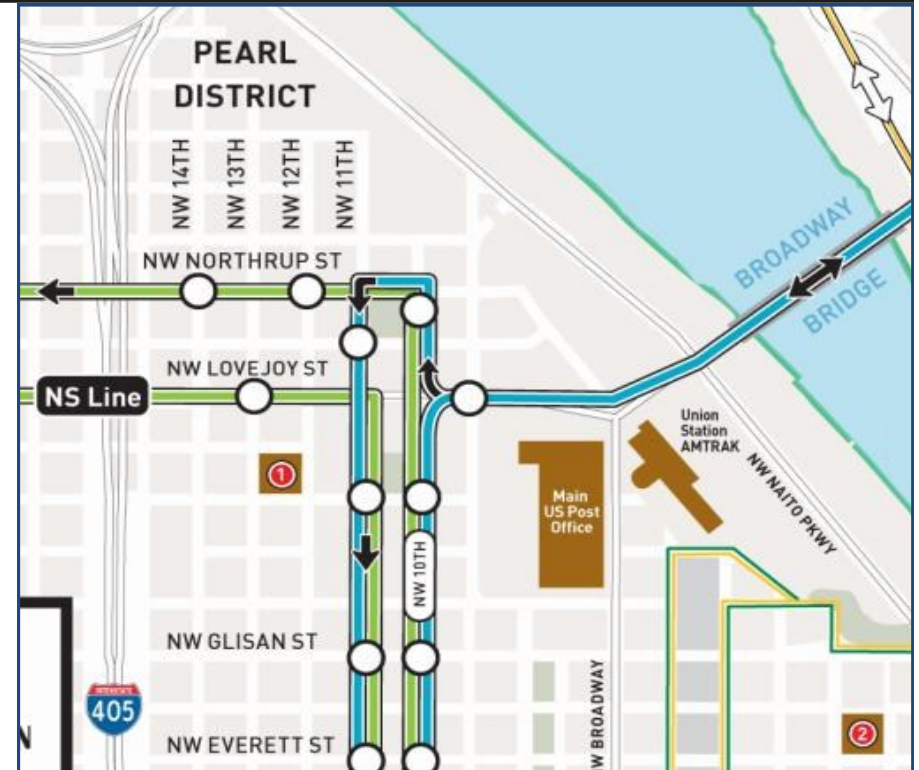 PEARL
DISTRICT
NW 14TH
NW 13TH
NW 12TH
NW 11TH
NW NORTHRUP ST
BROADWAY
BRIDGE
NW LOVEJOY ST
NS Line
Union
Station
AMTRAK
1
Main
US Post
Office
NW NAITO PKWY
NW 10TH
NW GLISAN ST
INTERSTATE
405
NW BROADWAY
2
N
NW EVERETT ST